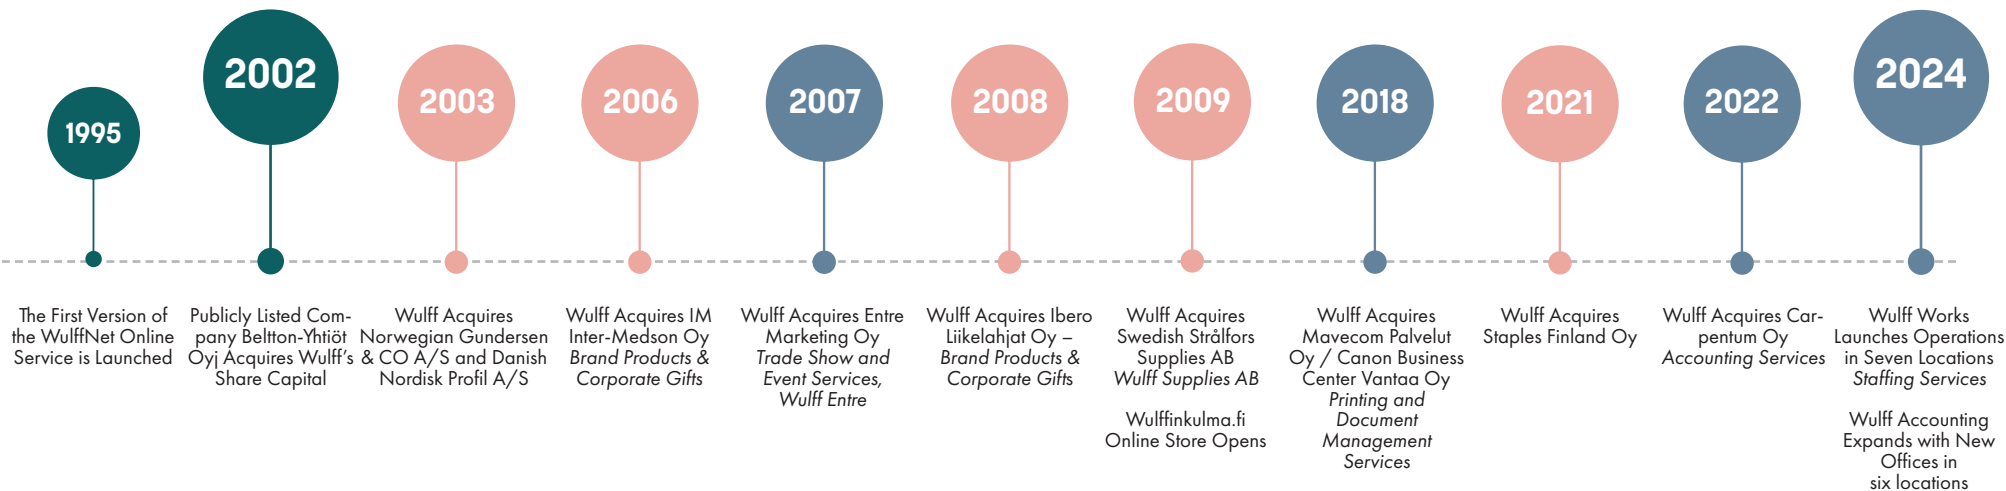 1995
The First Version of
the WulffNet Online
Service is Launched
2002
Publicly Listed Com-
pany Beltton-Yhtiöt
Oyj Acquires Wulff's
Share Capital
2003
Wulff Acquires
Norwegian Gundersen
& CO A/S and Danish
Nordisk Profil A/S
2006
Wulff Acquires IM
Inter-Medson Oy
Brand Products &
Corporate Gifts
2007
Wulff Acquires Entre
Marketing Oy
Trade Show and
Event Services,
Wulff Entre
2008
Wulff Acquires Ibero
Liikelahjat Oy –
Brand Products &
Corporate Gifts
2009
Wulff Acquires
Swedish Strålfors
Supplies AB
Wulff Supplies AB
Wulffinkulma.fi
Online Store Opens
2018
Wulff Acquires
Mavecom Palvelut
Oy / Canon Business
Center Vantaa Oy
Printing and
Document
Management
Services
2021
Wulff Acquires
Staples Finland Oy
2022
Wulff Acquires Car-
pentum Oy
Accounting Services
2024
Wulff Works
Launches Operations
in Seven Locations
Staffing Services
Wulff Accounting
Expands with New
Offices in
six locations